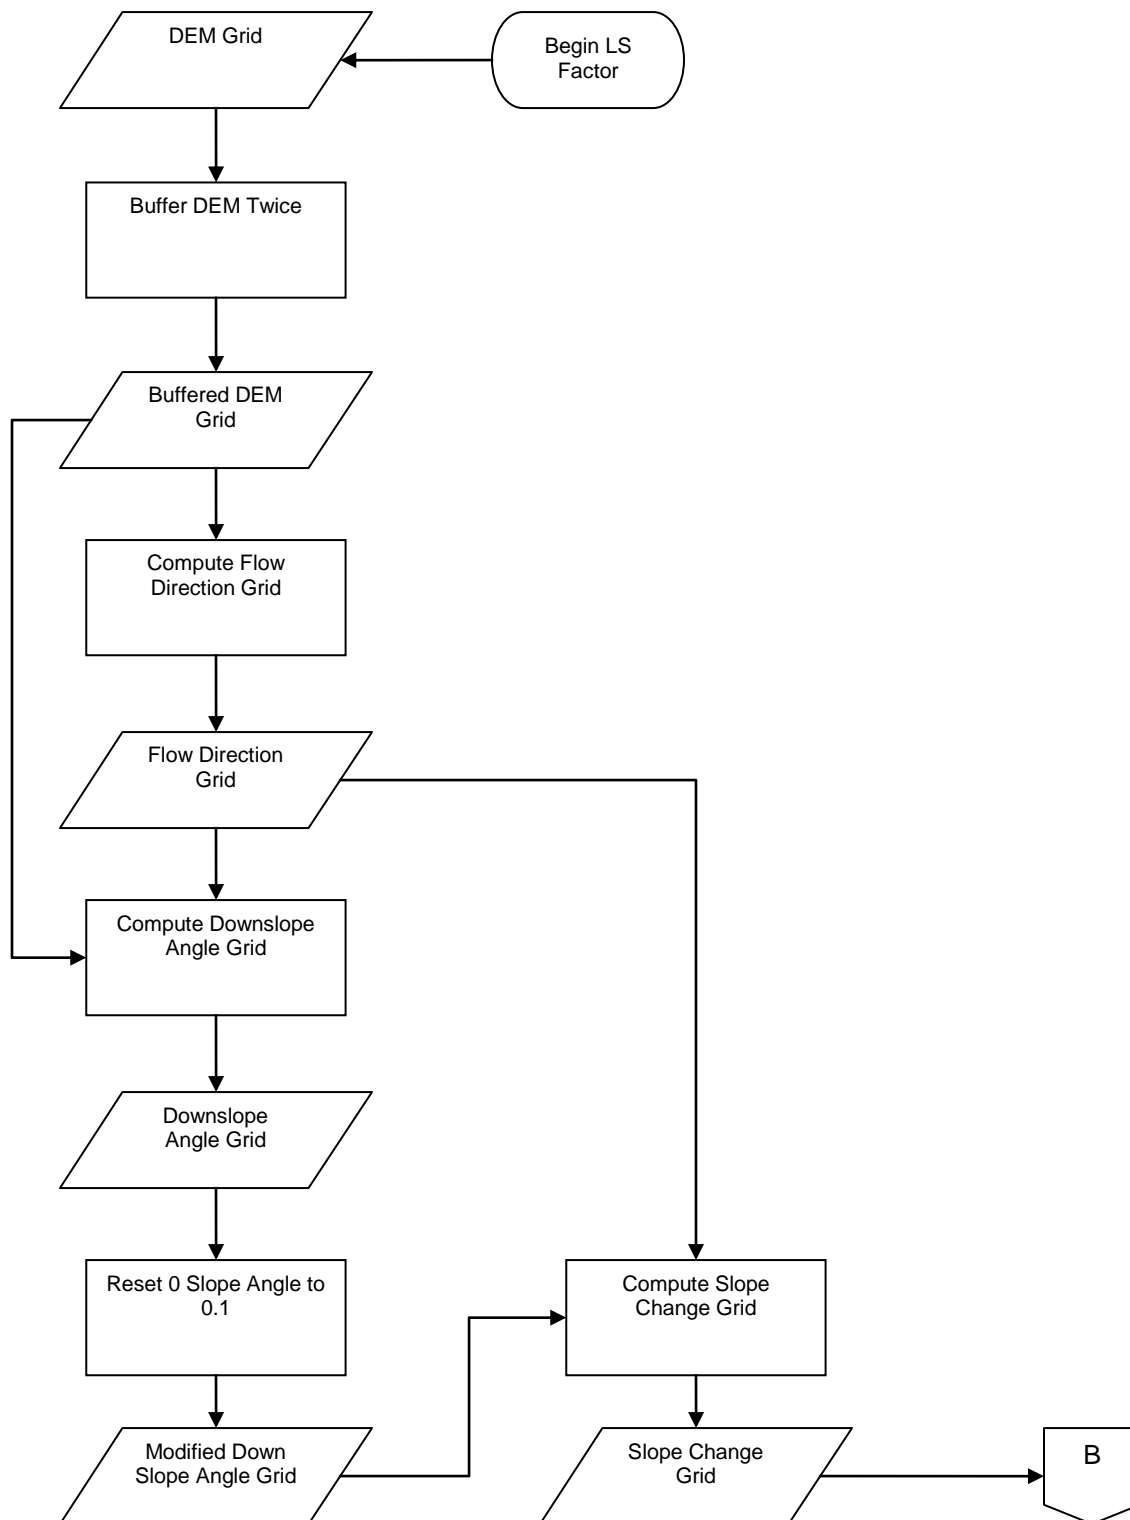 DEM Grid
Begin LS
Factor
Buffer DEM Twice
Buffered DEM
Grid
Compute Flow
Direction Grid
Flow Direction
Grid
Compute Downslope
Angle Grid
Downslope
Angle Grid
Reset 0 Slope Angle to
0.1
Compute Slope
Change Grid
Modified Down
Slope Angle Grid
Slope Change
Grid
B